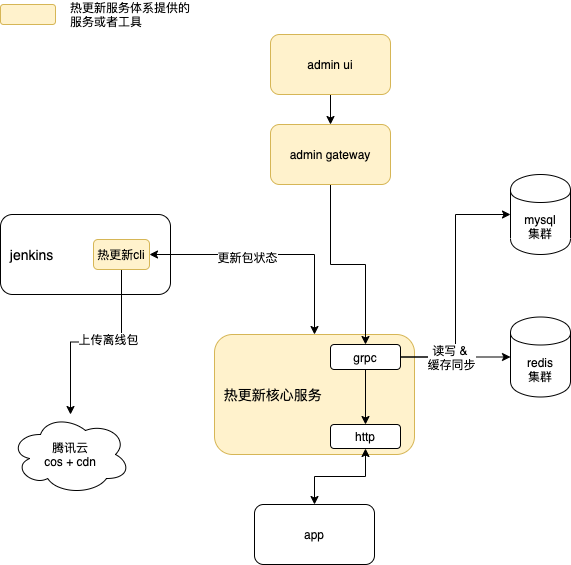 热更新服务体系提供的
服务或者工具
admin ui
admin gateway
mysql
集群
jenkins
热更新cli
更新包状态
上传离线包
grpc
读写 &
缓存同步
redis
集群
热更新核心服务
http
腾讯云
cos + cdn
app